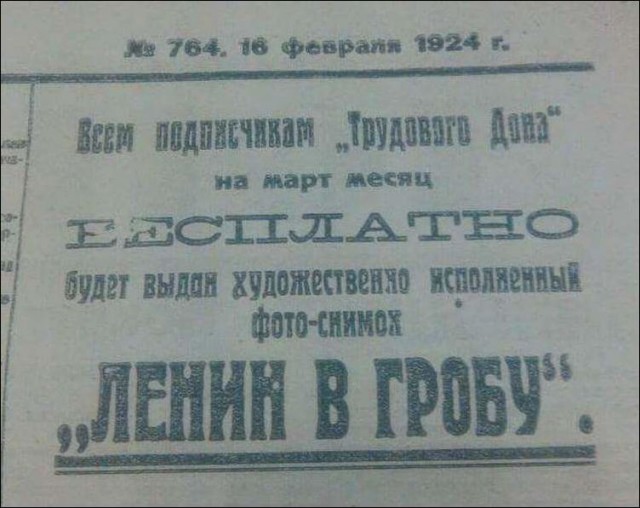 № 764. 16 февраля 1924 г.
Всем подписчикам „Трудового Дона“
на март месяц
БЕСПЛАТНО
будет выдан художественно исполненный
фото-снимок
„ЛЕНИН В ГРОБУ“.